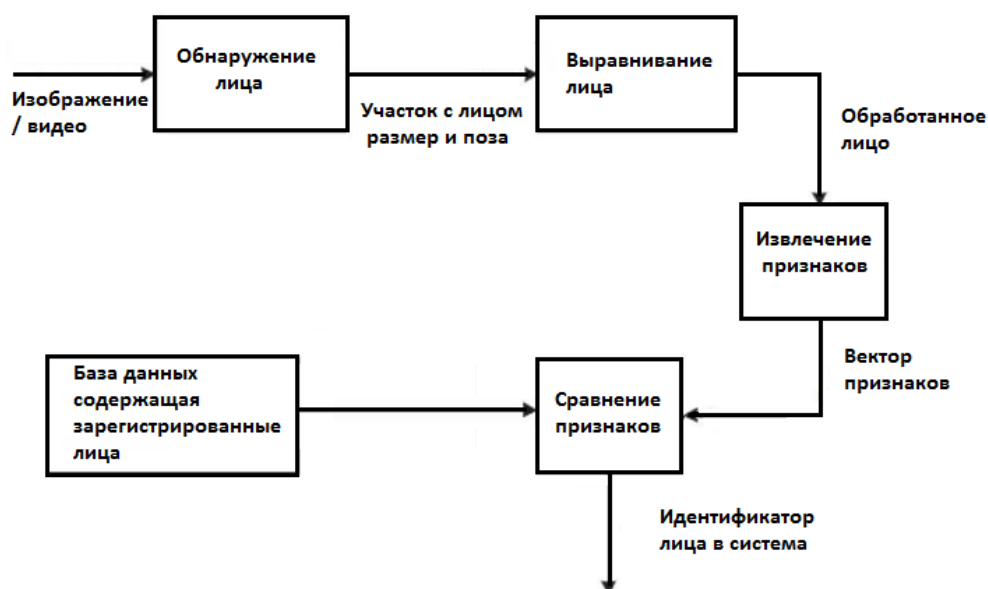 Обнаружение
лица
Выравнивание
лица
Изображение
/ видео
Участок с лицом
размер и поза
Обработанное
лицо
Извлечение
признаков
База данных
содержащая
зарегистрированные
лица
Сравнение
признаков
Вектор
признаков
Идентификатор
лица в система